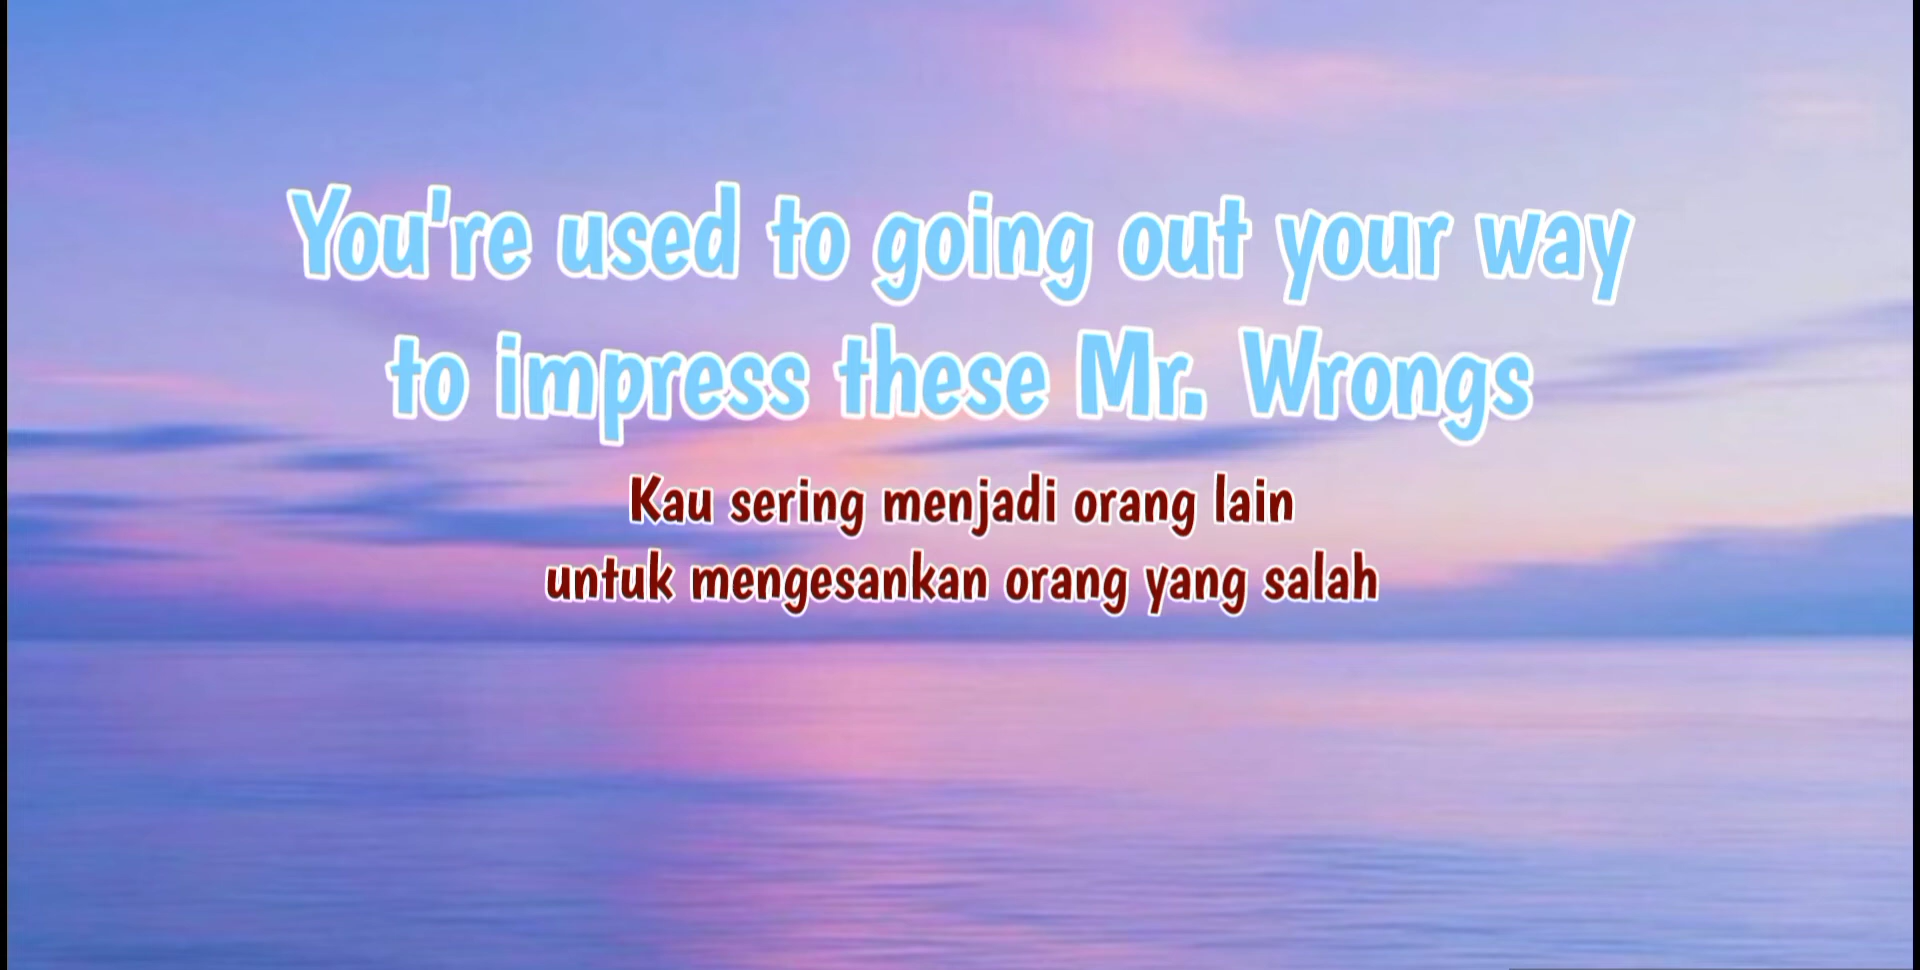 You're used to going out your way
to impress these Mr. Wrongs
Kau sering menjadi orang lain
untuk mengesankan orang yang salah